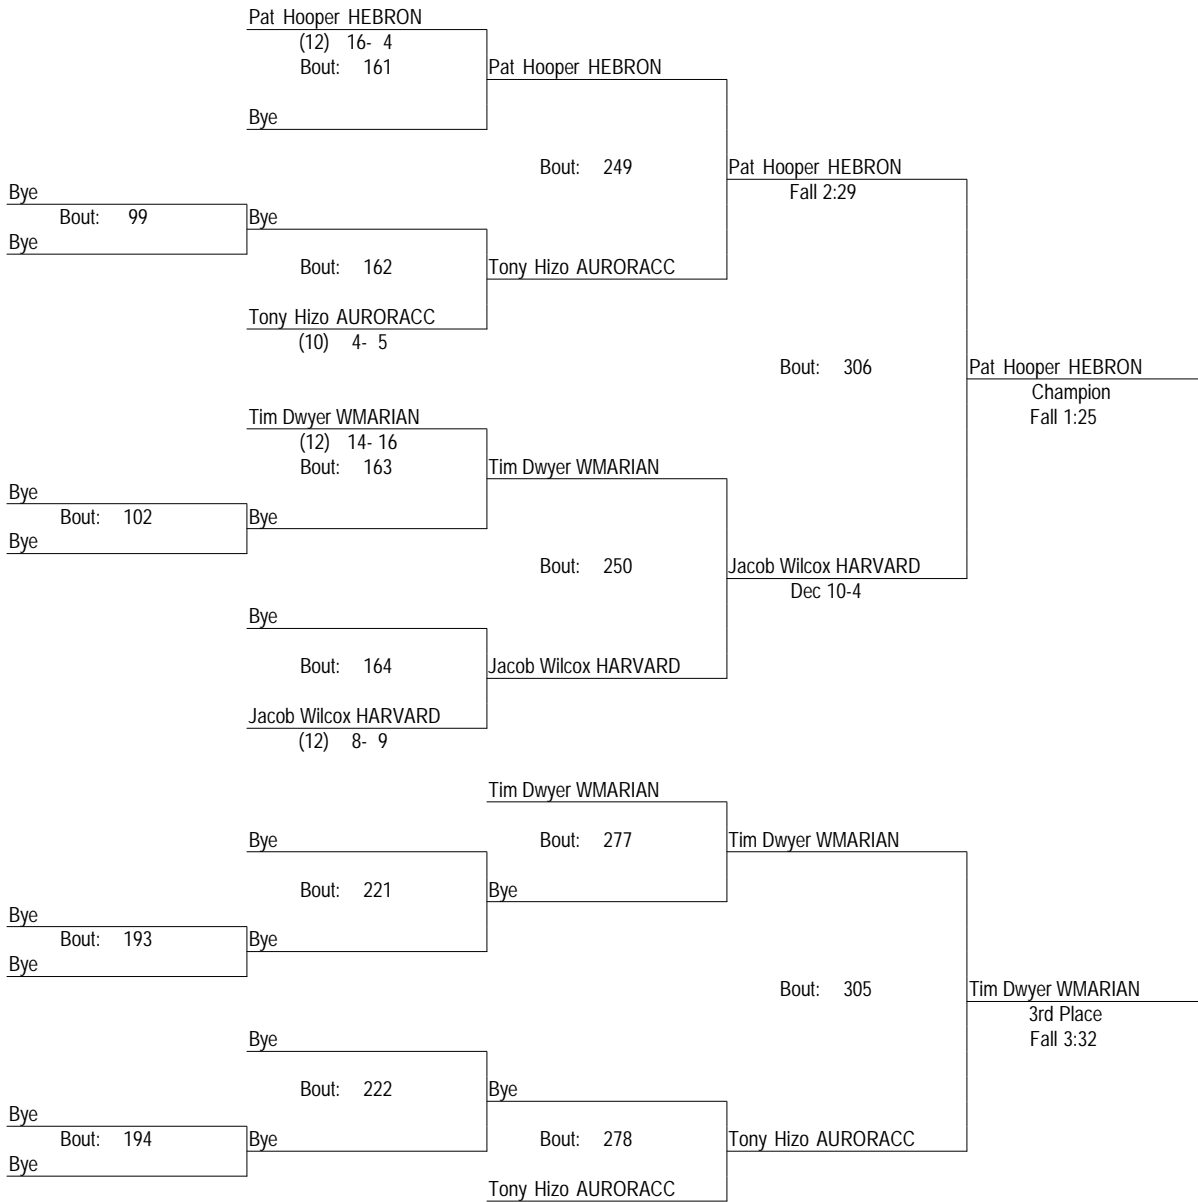 Pat Hooper HEBRON
(12) 16- 4
Bout: 161
Pat Hooper HEBRON
Bye
Bout: 249
Pat Hooper HEBRON
Fall 2:29
Bye
Bout: 99
Bye
Bye
Bout: 162
Tony Hizo AURORACC
Tony Hizo AURORACC
(10) 4- 5
Bout: 306
Pat Hooper HEBRON
Champion
Fall 1:25
Tim Dwyer WMARIAN
(12) 14- 16
Bout: 163
Tim Dwyer WMARIAN
Bye
Bout: 102
Bye
Bye
Bout: 250
Jacob Wilcox HARVARD
Dec 10-4
Bye
Bout: 164
Jacob Wilcox HARVARD
Jacob Wilcox HARVARD
(12) 8- 9
Tim Dwyer WMARIAN
Bout: 277
Tim Dwyer WMARIAN
Bye
Bout: 221
Bye
Bye
Bout: 193
Bye
Bye
Bout: 305
Tim Dwyer WMARIAN
3rd Place
Fall 3:32
Bye
Bout: 222
Bye
Bye
Bout: 194
Bye
Bye
Bout: 278
Tony Hizo AURORACC
Tony Hizo AURORACC